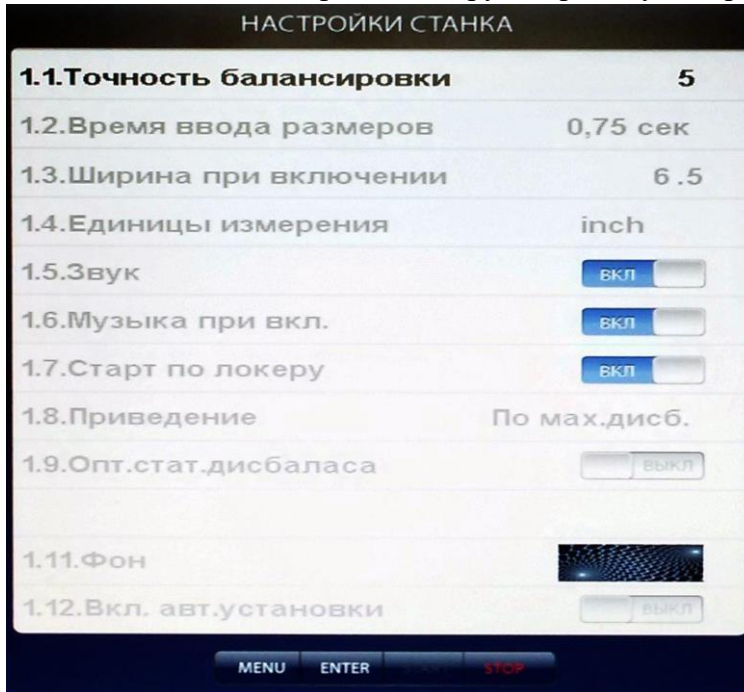 НАСТРОЙКИ СТАНКА
1.1.Точность балансировки 5
1.2.Время ввода размеров 0,75 сек
1.3.Ширина при включении 6.5
1.4.Единицы измерения inch
1.5.Звук ВКЛ
1.6.Музыка при вкл. ВКЛ
1.7.Старт по локеру ВКЛ
1.8.Приведение По мах.дисб.
1.9.Опт.стат.дисбаласа ВЫКЛ
1.11.Фон
1.12.Вкл. авт.установки ВЫКЛ
MENU ENTER START STOP